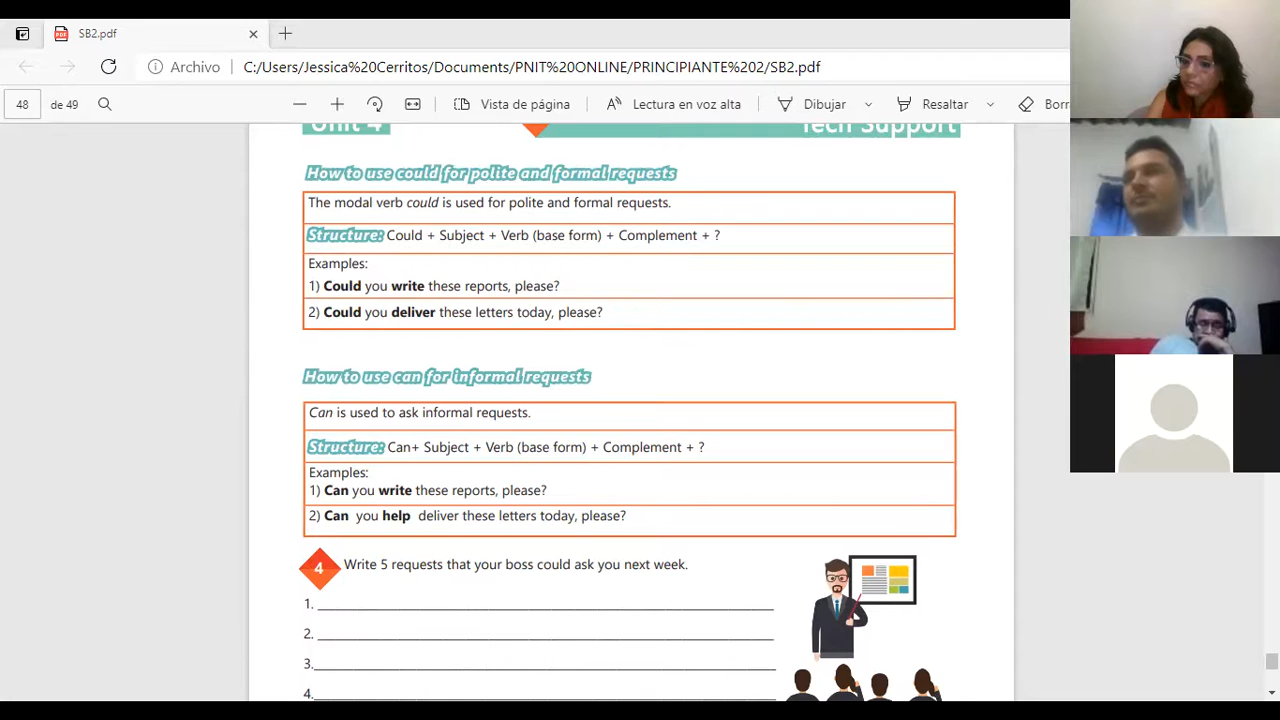 SB2.pdf
Archivo C:/Users/Jessica%20Cerritos/Documents/PNIT%20ONLINE/PRINCIPIANTE%202/SB2.pdf
48 de 49 Vista de página Lectura en voz alta Dibujar Resaltar Borr
Unit 4 Tech Support
How to use could for polite and formal requests
The modal verb could is used for polite and formal requests.
Structure: Could + Subject + Verb (base form) + Complement + ?
Examples:
1) Could you write these reports, please?
2) Could you deliver these letters today, please?
How to use can for informal requests
Can is used to ask informal requests.
Structure: Can+ Subject + Verb (base form) + Complement + ?
Examples:
1) Can you write these reports, please?
2) Can you help deliver these letters today, please?
4 Write 5 requests that your boss could ask you next week.
1.
2.
3.
4.